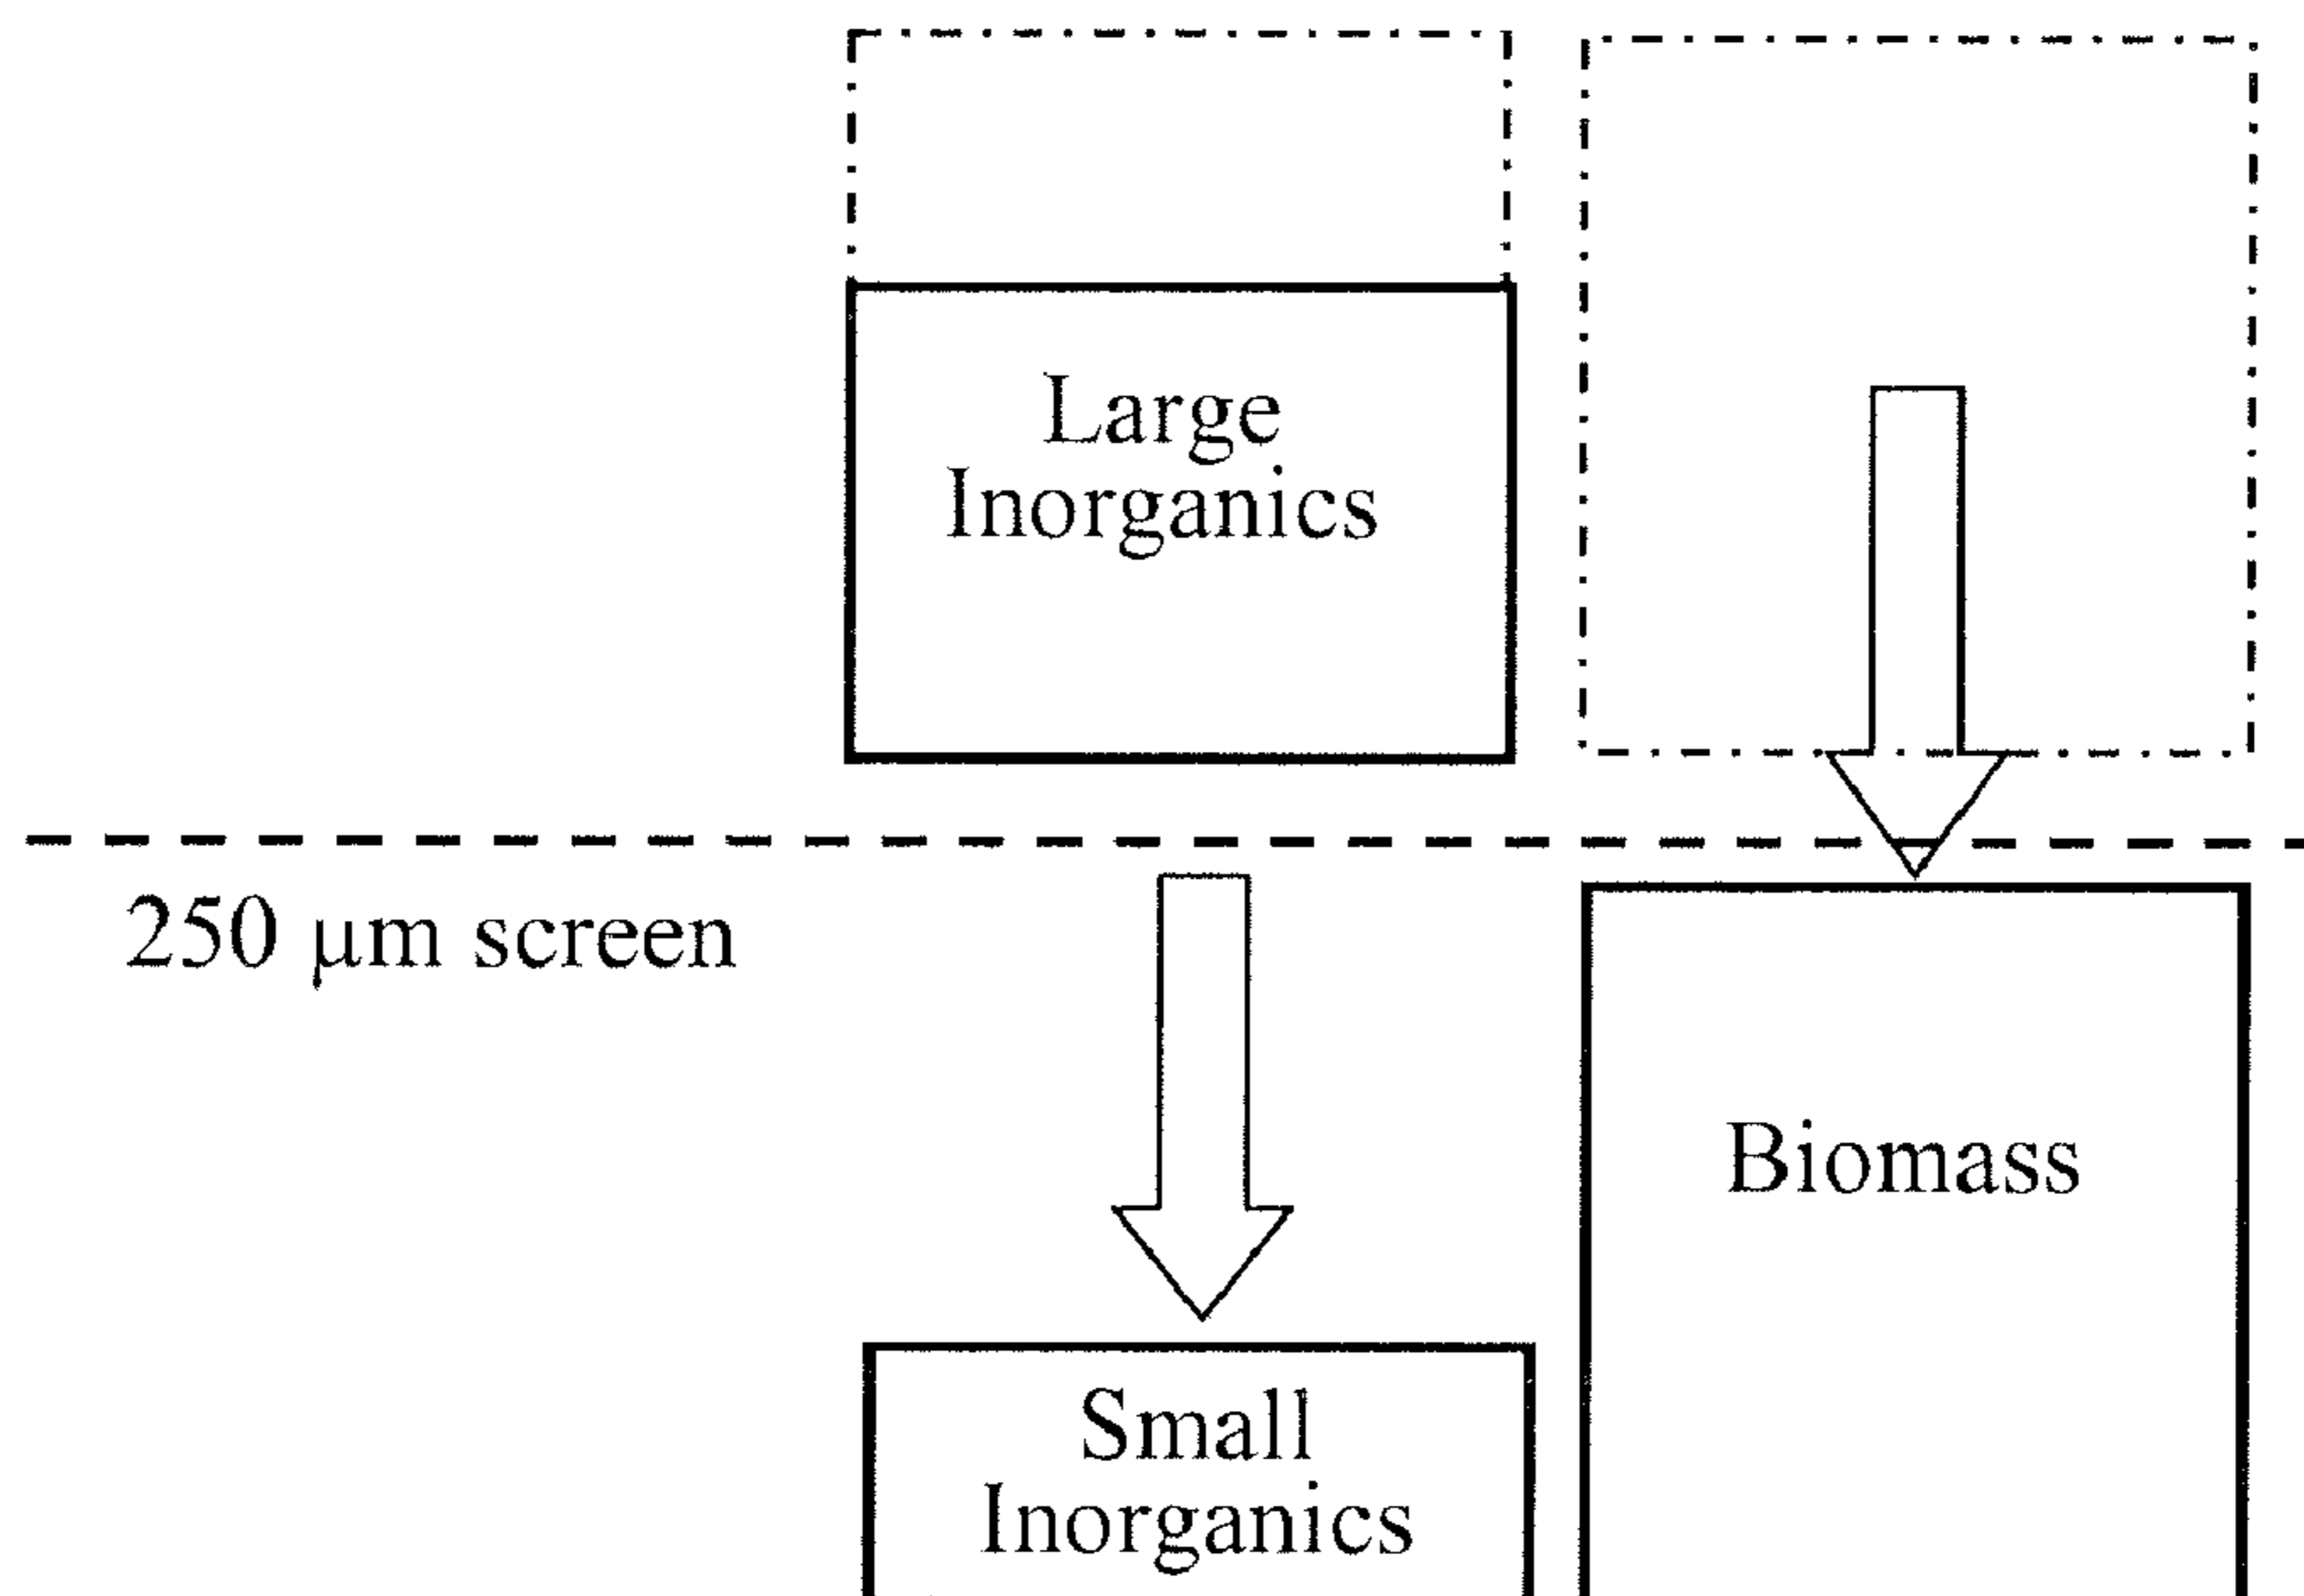 Large
Inorganics
250 μm screen
Biomass
Small
Inorganics